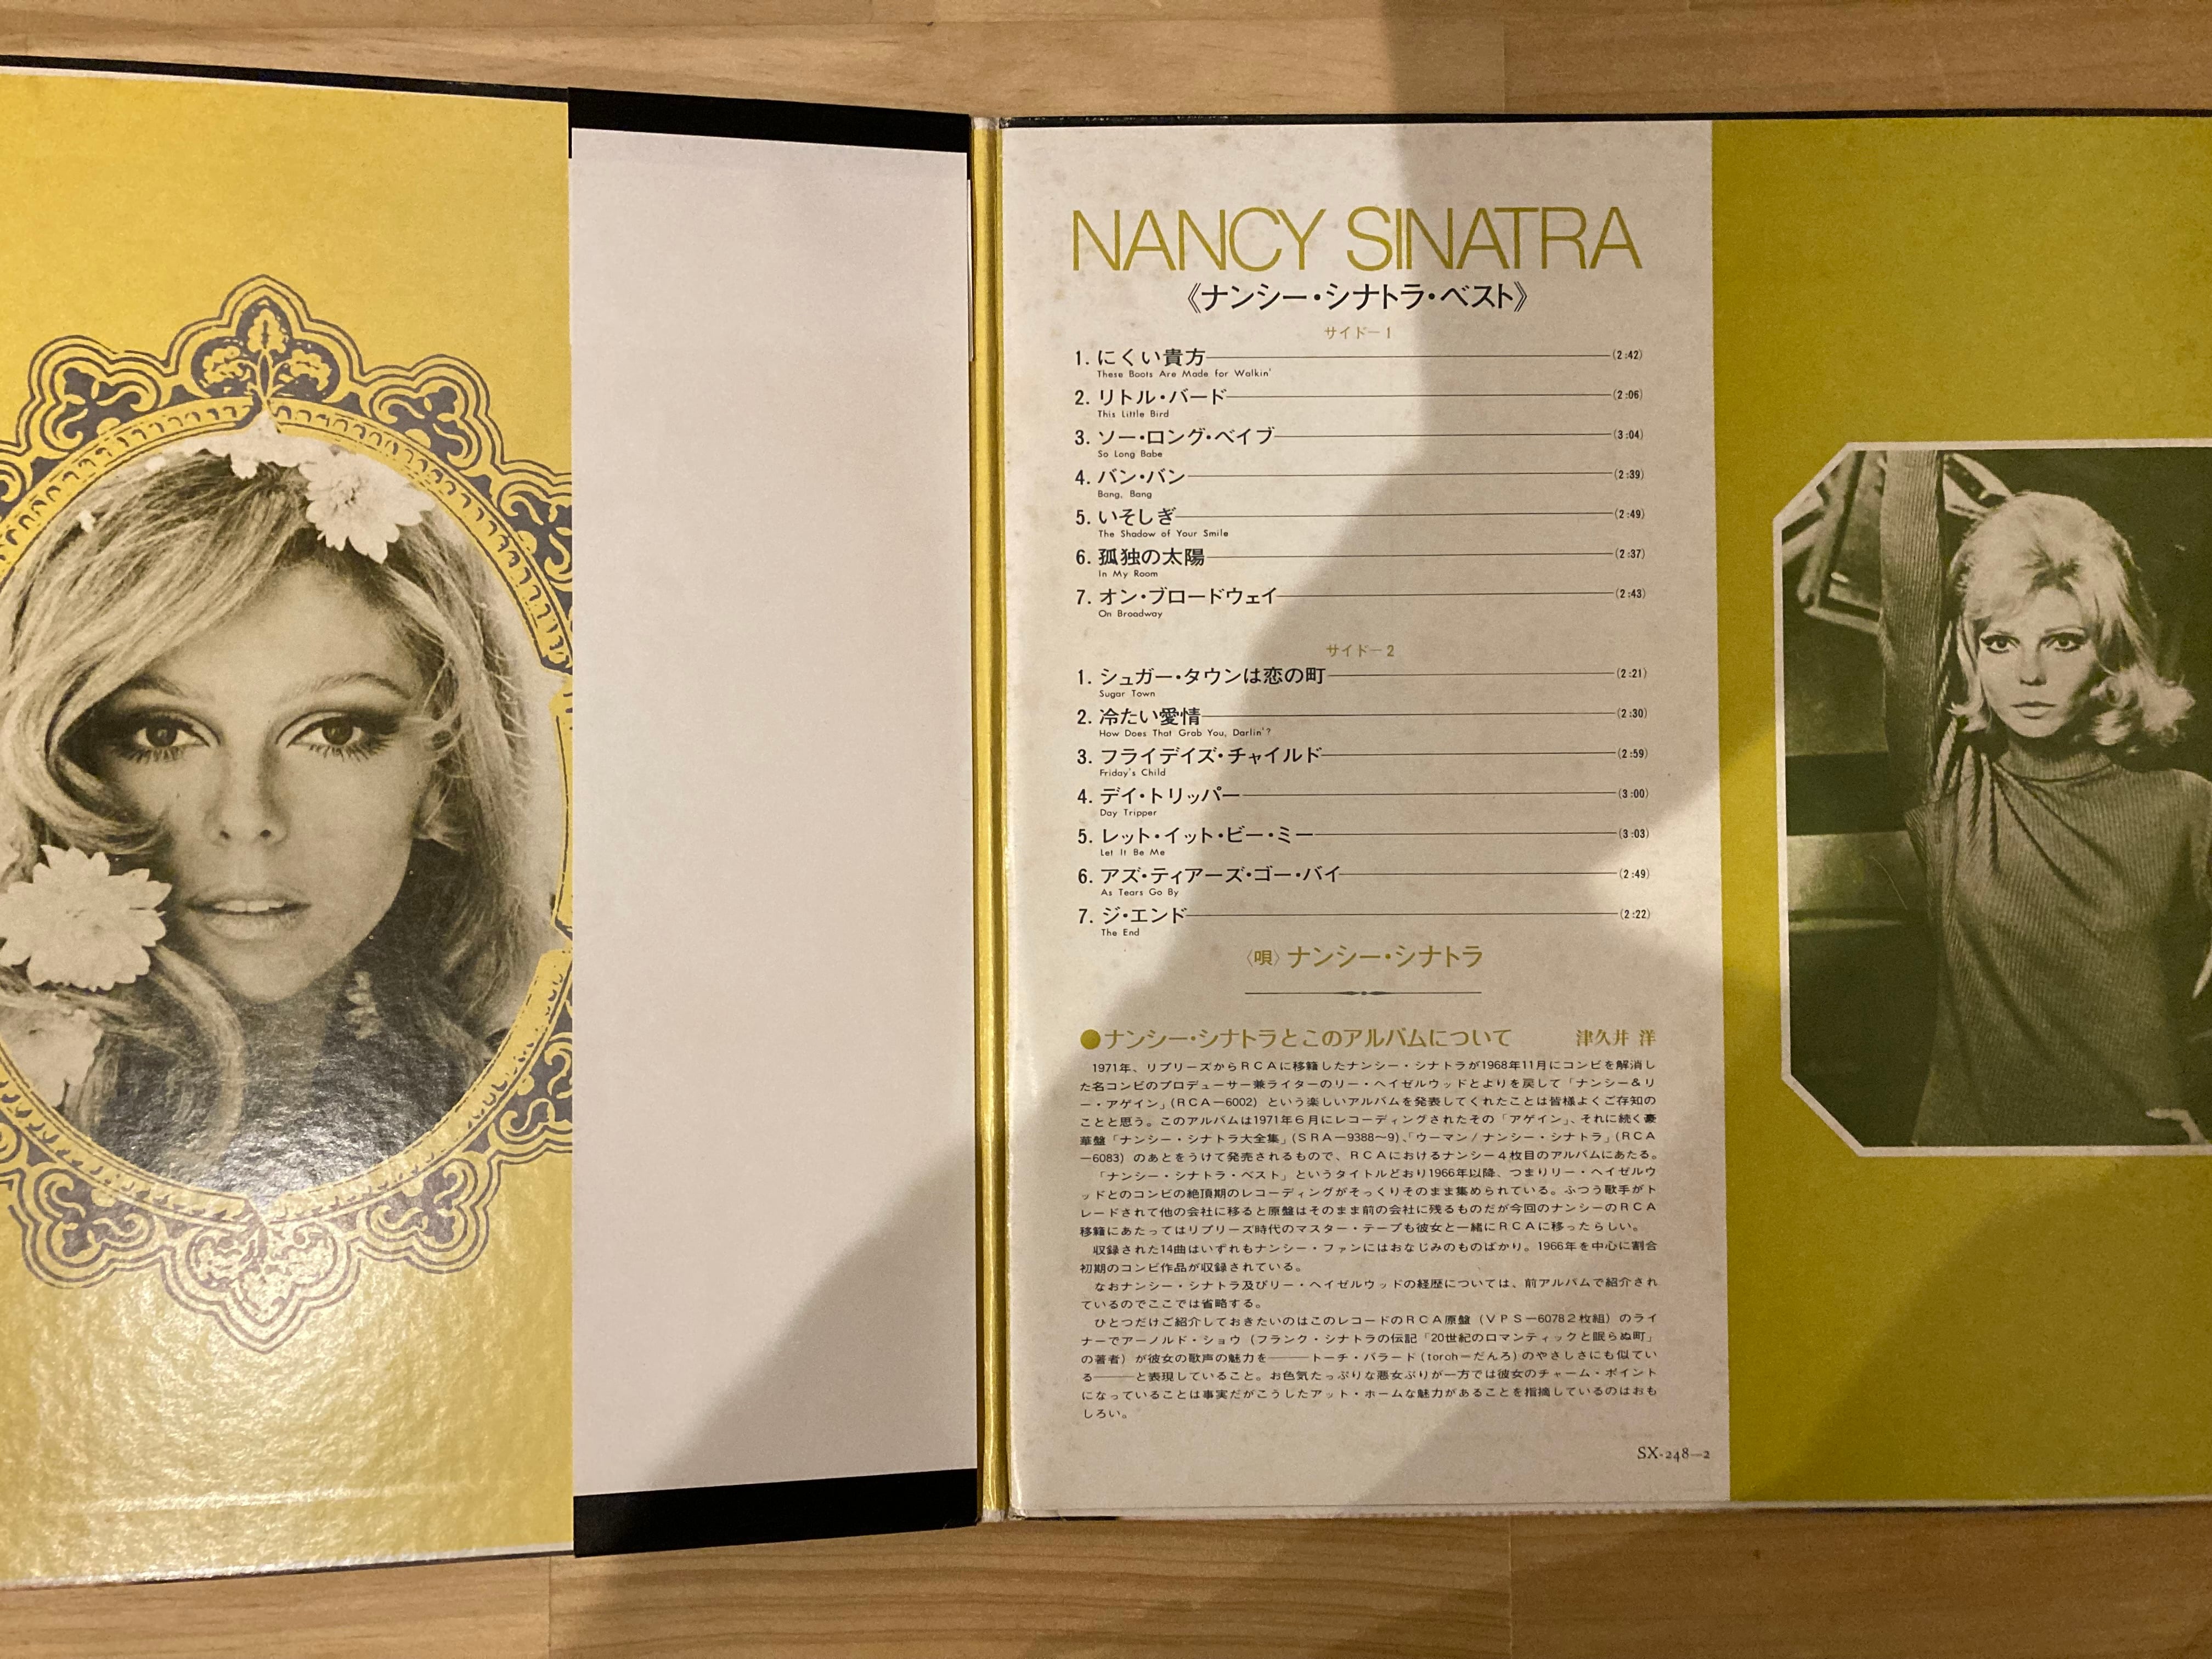 NANCY SINATRA
《ナンシー・シナトラ・ベスト》
サイド－1
1. にくい貴方 (2:42)
These Boots Are Made for Walkin'
2. リトル・バード (2:06)
This Little Bird
3. ソー・ロング・ベイブ (3:04)
So Long Babe
4. バン・バン (2:39)
Bang, Bang
5. いそしぎ (2:49)
The Shadow of Your Smile
6. 孤独の太陽 (2:37)
In My Room
7. オン・ブロードウェイ (2:43)
On Broadway
サイド－2
1. シュガー・タウンは恋の町 (2:21)
Sugar Town
2. 冷たい愛情 (2:30)
How Does That Grab You, Darlin'?
3. フライデイズ・チャイルド (2:59)
Friday's Child
4. デイ・トリッパー (3:00)
Day Tripper
5. レット・イット・ビー・ミー (3:03)
Let It Be Me
6. アズ・ティアーズ・ゴー・バイ (2:49)
As Tears Go By
7. ジ・エンド (2:22)
The End
〈唄〉ナンシー・シナトラ
●ナンシー・シナトラとこのアルバムについて 津久井 洋
1971年、リプリーズからRCAに移籍したナンシー・シナトラが1968年11月にコンビを解消し
た名コンビのプロデューサー兼ライターのリー・ヘイゼルウッドとよりを戻して「ナンシー＆リ
ー・アゲイン」(RCA－6002) という楽しいアルバムを発表してくれたことは皆様よくご存知の
ことと思う。このアルバムは1971年6月にレコーディングされたその「アゲイン」、それに続く豪
華盤「ナンシー・シナトラ大全集」(SRA－9388〜9)、「ウーマン/ナンシー・シナトラ」(RCA
－6083) のあとをうけて発売されるもので、RCAにおけるナンシー4枚目のアルバムにあたる。
「ナンシー・シナトラ・ベスト」というタイトルどおり1966年以降、つまりリー・ヘイゼルウ
ッドとのコンビの絶頂期のレコーディングがそっくりそのまま集められている。ふつう歌手がト
レードされて他の会社に移ると原盤はそのまま前の会社に残るものだが今回のナンシーのRCA
移籍にあたってはリプリーズ時代のマスター・テープも彼女と一緒にRCAに移ったらしい。
収録された14曲はいずれもナンシー・ファンにはおなじみのものばかり。1966年を中心に割合
初期のコンビ作品が収録されている。
なおナンシー・シナトラ及びリー・ヘイゼルウッドの経歴については、前アルバムで紹介され
ているのでここでは省略する。
ひとつだけご紹介しておきたいのはこのレコードのRCA原盤 (VPS－6078 2枚組) のライ
ナーでアーノルド・ショウ (フランク・シナトラの伝記「20世紀のロマンティックと眠らぬ町」
の著者) が彼女の歌声の魅力を――トーチ・バラード (torch＝だんろ) のやさしさにも似てい
る――と表現していること。お色気たっぷりな悪女ぶりが一方では彼女のチャーム・ポイント
になっていることは事実だがこうしたアット・ホームな魅力があることを指摘しているのはおも
しろい。
SX-248—2